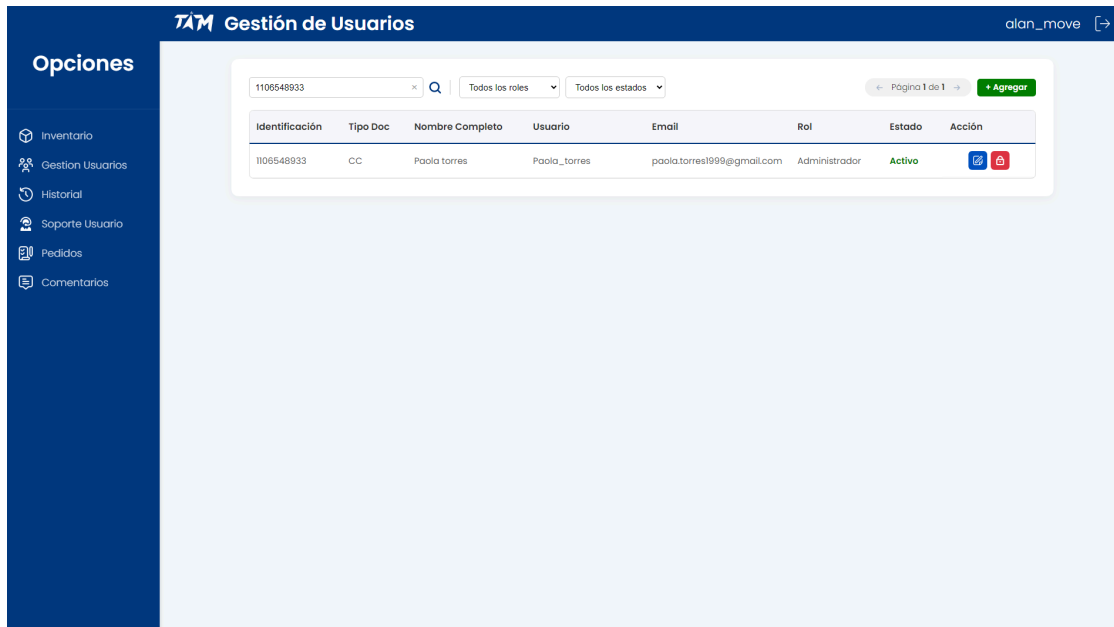 TAM Gestión de Usuarios
alan_move
Opciones
Inventario
Gestion Usuarios
Historial
Soporte Usuario
Pedidos
Comentarios
1106548933 × Todos los roles Todos los estados ← Página 1 de 1 → + Agregar
Identificación Tipo Doc Nombre Completo Usuario Email Rol Estado Acción
1106548933 CC Paola torres Paola_torres paola.torres1999@gmail.com Administrador Activo